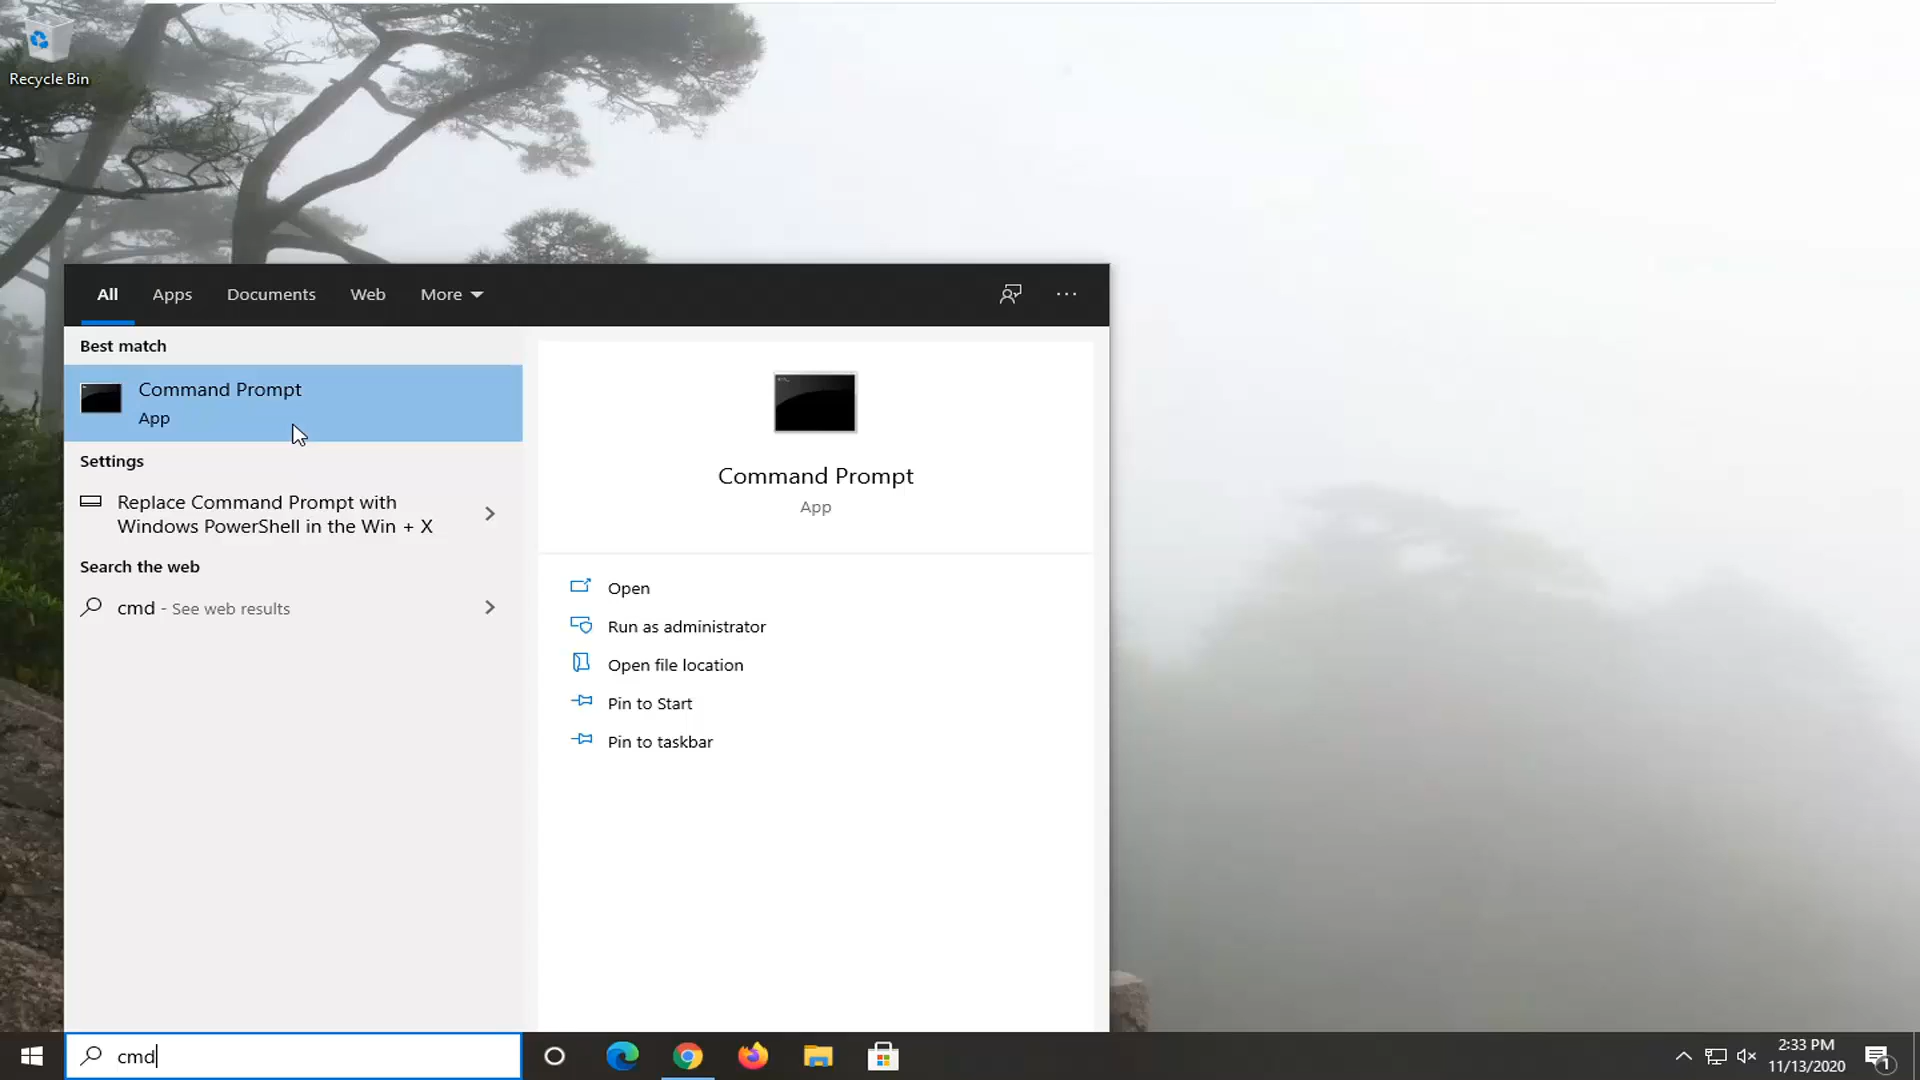 Recycle Bin
All
Apps
Documents
Web
More
Best match
Command Prompt
App
Settings
Replace Command Prompt with
Windows PowerShell in the Win + X
Search the web
cmd - See web results
Command Prompt
App
Open
Run as administrator
Open file location
Pin to Start
Pin to taskbar
cmd
2:33 PM
11/13/2020
1